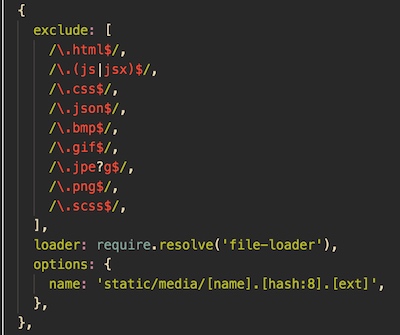 {
exclude: [
/\.html$/,
/\.(js|jsx)$/,
/\.css$/,
/\.json$/,
/\.bmp$/,
/\.gif$/,
/\.jpe?g$/,
/\.png$/,
/\.scss$/,
],
loader: require.resolve('file-loader'),
options: {
name: 'static/media/[name].[hash:8].[ext]',
},
},